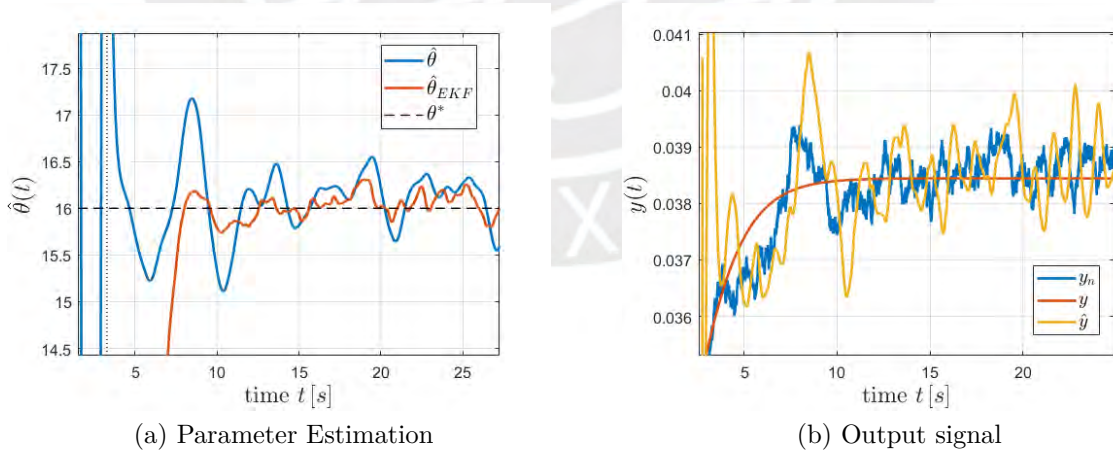 17.5
17
16.5
16
15.5
15
14.5
θ̂(t)
5
10
15
20
25
time t [s]
θ̂
θ̂_EKF
θ*
(a) Parameter Estimation
0.041
0.04
0.039
0.038
0.037
0.036
y(t)
5
10
15
20
time t [s]
y_n
y
ŷ
X
(b) Output signal